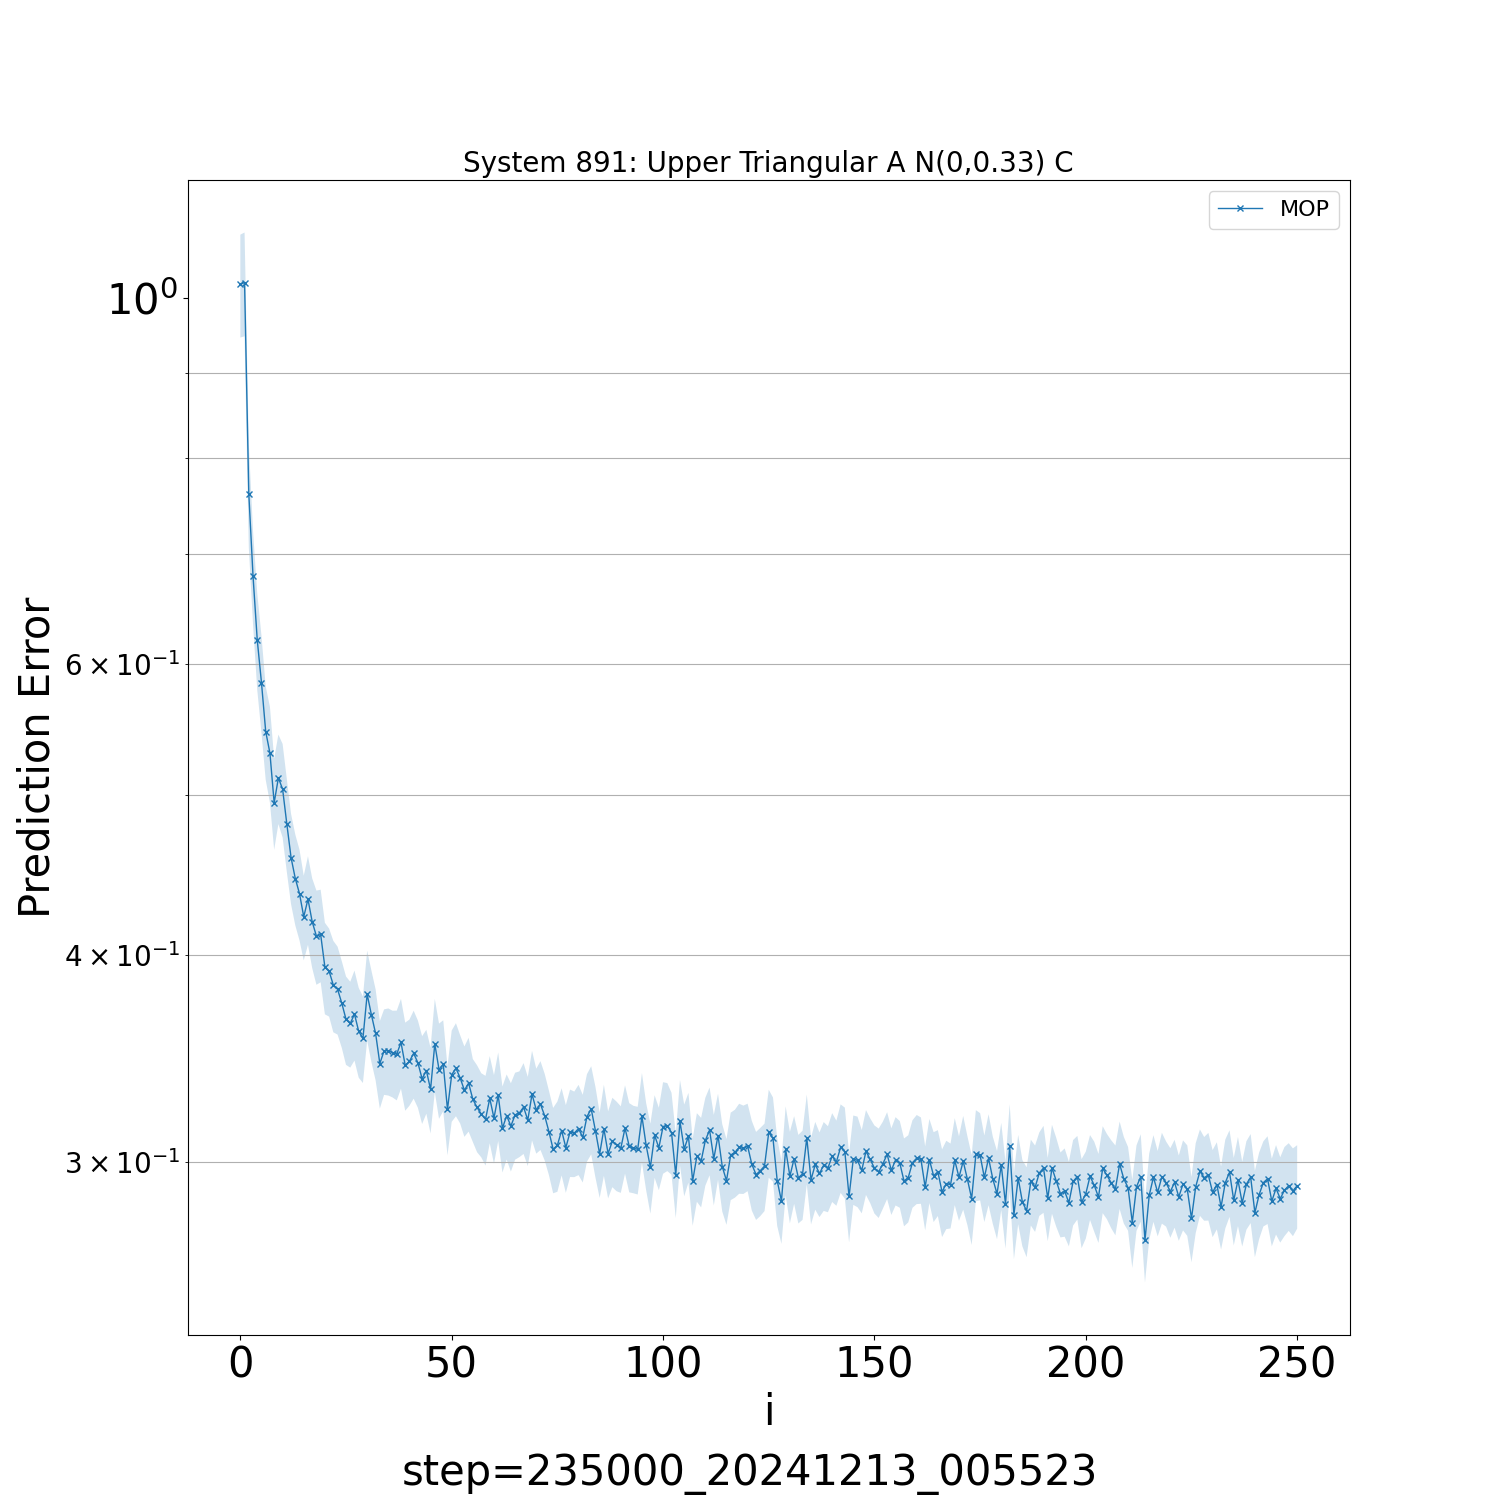 System 891: Upper Triangular A N(0,0.33) C
MOP
10⁰
6 × 10⁻¹
4 × 10⁻¹
3 × 10⁻¹
Prediction Error
0 50 100 150 200 250
i
step=235000_20241213_005523